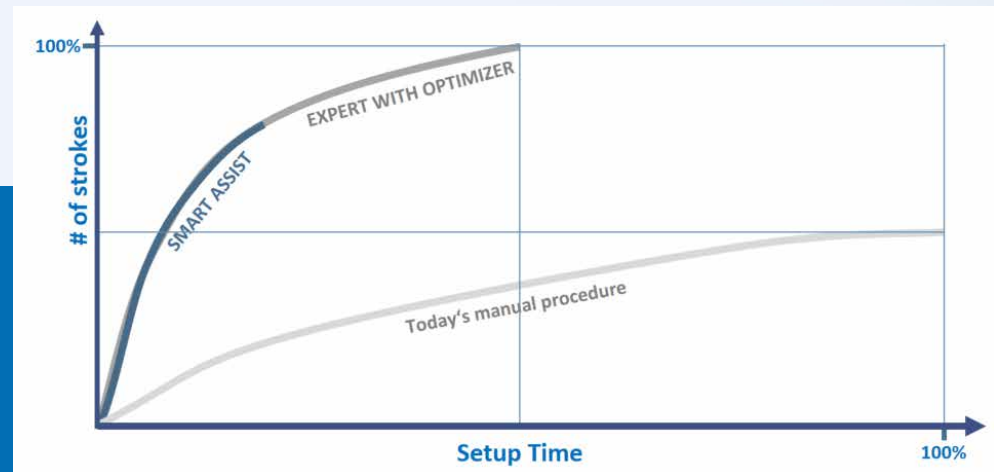 100%
# of strokes
EXPERT WITH OPTIMIZER
SMART ASSIST
Today's manual procedure
Setup Time
100%